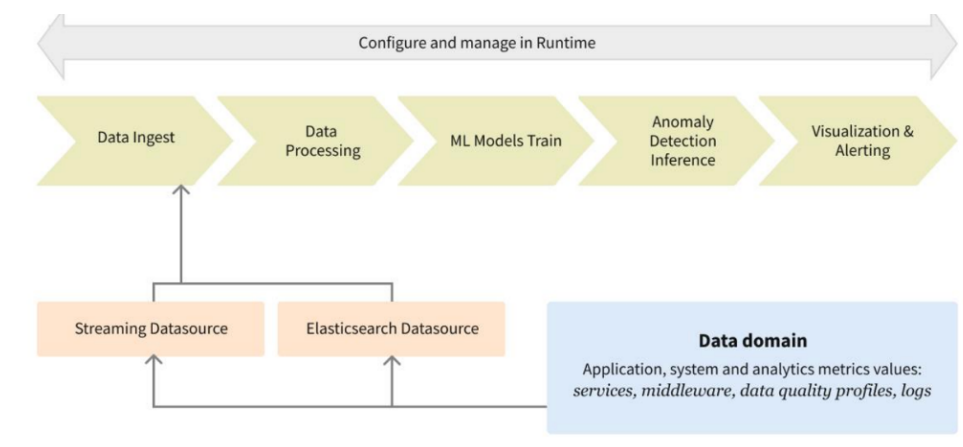 Configure and manage in Runtime
Data Ingest
Data
Processing
ML Models Train
Anomaly
Detection
Inference
Visualization &
Alerting
Streaming Datasource
Elasticsearch Datasource
Data domain
Application, system and analytics metrics values:
services, middleware, data quality profiles, logs